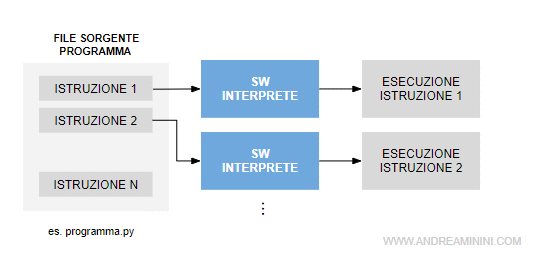 FILE SORGENTE
PROGRAMMA
ISTRUZIONE 1
SW
INTERPRETE
ESECUZIONE
ISTRUZIONE 1
ISTRUZIONE 2
SW
INTERPRETE
ESECUZIONE
ISTRUZIONE 2
ISTRUZIONE N
es. programma.py
WWW.ANDREAMININI.COM